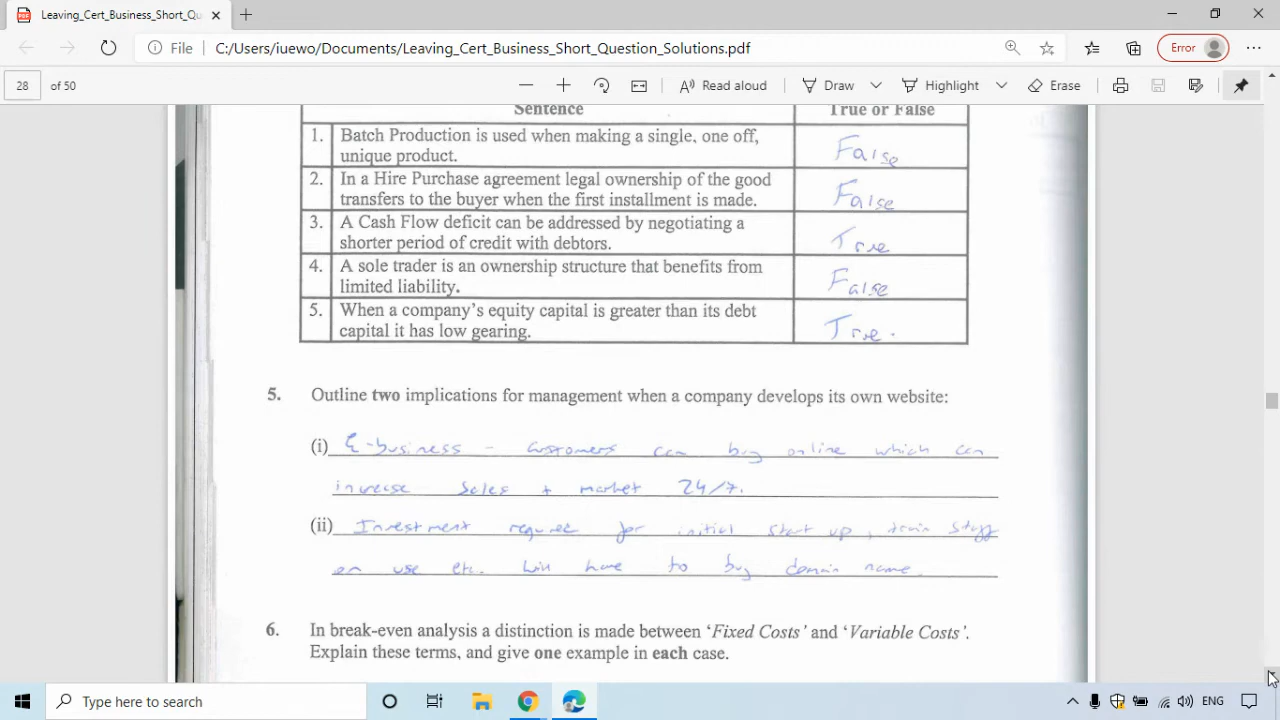 Leaving_Cert_Business_Short_Qu
File C:/Users/iuewo/Documents/Leaving_Cert_Business_Short_Question_Solutions.pdf Error
28 of 50 Read aloud Draw Highlight Erase
Sentence True or False
1. Batch Production is used when making a single, one off, False
unique product.
2. In a Hire Purchase agreement legal ownership of the good False
transfers to the buyer when the first installment is made.
3. A Cash Flow deficit can be addressed by negotiating a True
shorter period of credit with debtors.
4. A sole trader is an ownership structure that benefits from False
limited liability.
5. When a company's equity capital is greater than its debt True.
capital it has low gearing.
5. Outline two implications for management when a company develops its own website:
(i) E-business - customers can buy online which can
increase sales + market 24/7.
(ii) Investment required for initial start up, train staff
on use etc. Will have to buy domain name.
6. In break-even analysis a distinction is made between 'Fixed Costs' and 'Variable Costs'.
Explain these terms, and give one example in each case.
Type here to search ENG